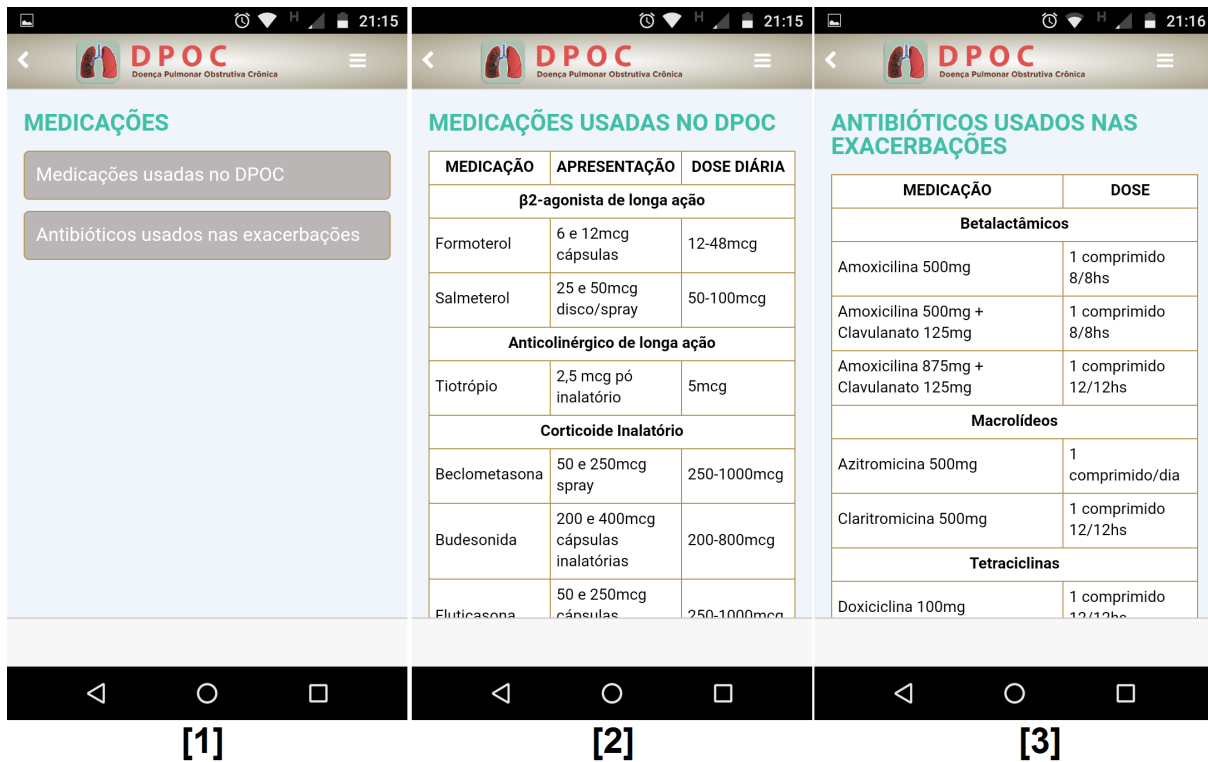 21:15
DPOC
Doença Pulmonar Obstrutiva Crônica
MEDICAÇÕES
Medicações usadas no DPOC
Antibióticos usados nas exacerbações
[1]
H 21:15
DPOC
Doença Pulmonar Obstrutiva Crônica
MEDICAÇÕES USADAS NO DPOC
MEDICAÇÃO APRESENTAÇÃO DOSE DIÁRIA
β2-agonista de longa ação
Formoterol 6 e 12mcg cápsulas 12-48mcg
Salmeterol 25 e 50mcg disco/spray 50-100mcg
Anticolinérgico de longa ação
Tiotrópio 2,5 mcg pó inalatório 5mcg
Corticoide Inalatório
Beclometasona 50 e 250mcg spray 250-1000mcg
Budesonida 200 e 400mcg cápsulas inalatórias 200-800mcg
Fluticasona 50 e 250mcg cápsulas 250-1000mcg
[2]
H 21:16
DPOC
Doença Pulmonar Obstrutiva Crônica
ANTIBIÓTICOS USADOS NAS
EXACERBAÇÕES
MEDICAÇÃO DOSE
Betalactâmicos
Amoxicilina 500mg 1 comprimido 8/8hs
Amoxicilina 500mg + Clavulanato 125mg 1 comprimido 8/8hs
Amoxicilina 875mg + Clavulanato 125mg 1 comprimido 12/12hs
Macrolídeos
Azitromicina 500mg 1 comprimido/dia
Claritromicina 500mg 1 comprimido 12/12hs
Tetraciclinas
Doxiciclina 100mg 1 comprimido 12/12hs
[3]